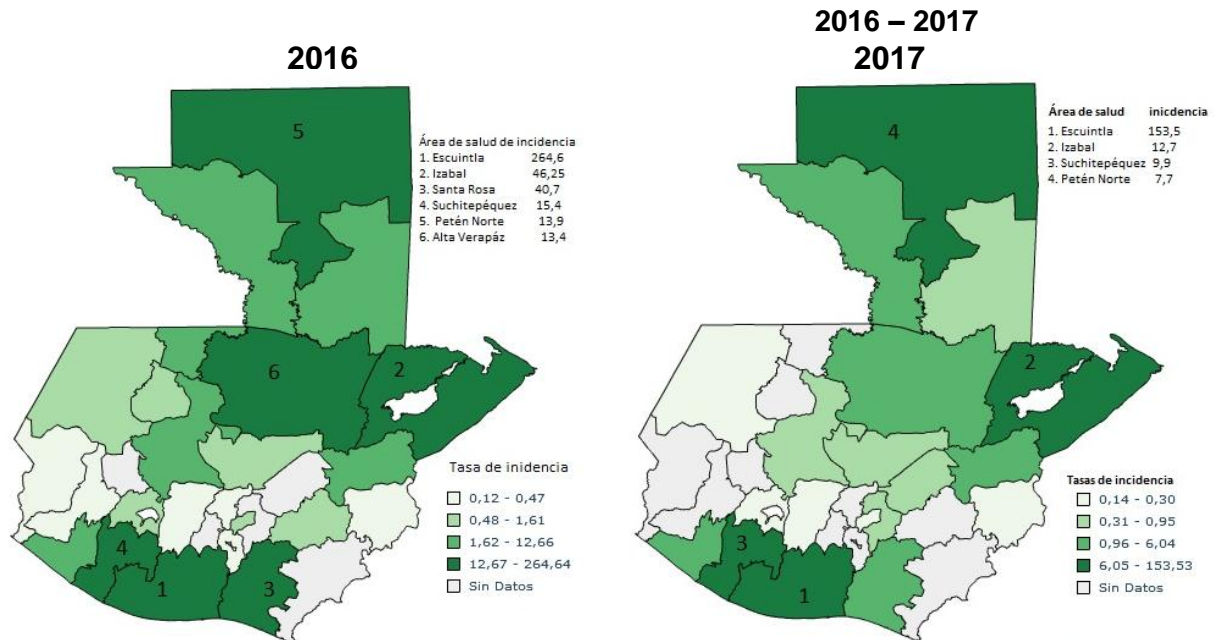 2016 – 2017
2016
2017
5
6
2
4
1
3
Área de salud de incidencia
1. Escuintla 264,6
2. Izabal 46,25
3. Santa Rosa 40,7
4. Suchitepéquez 15,4
5. Petén Norte 13,9
6. Alta Verapáz 13,4
Tasa de inidencia
0,12 - 0,47
0,48 - 1,61
1,62 - 12,66
12,67 - 264,64
Sin Datos
4
2
3
1
Área de salud inicdencia
1. Escuintla 153,5
2. Izabal 12,7
3. Suchitepéquez 9,9
4. Petén Norte 7,7
Tasas de incidencia
0,14 - 0,30
0,31 - 0,95
0,96 - 6,04
6,05 - 153,53
Sin Datos